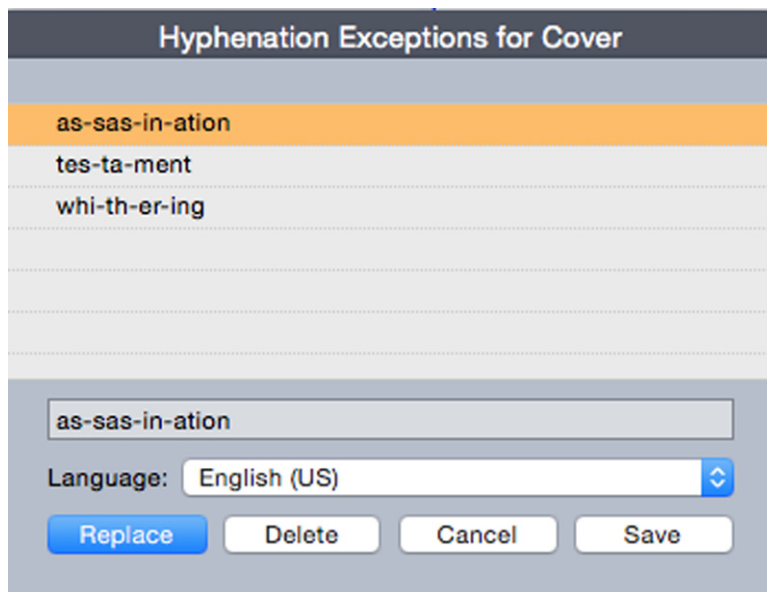 Hyphenation Exceptions for Cover
as-sas-in-ation
tes-ta-ment
whi-th-er-ing
as-sas-in-ation
Language: English (US)
Replace Delete Cancel Save